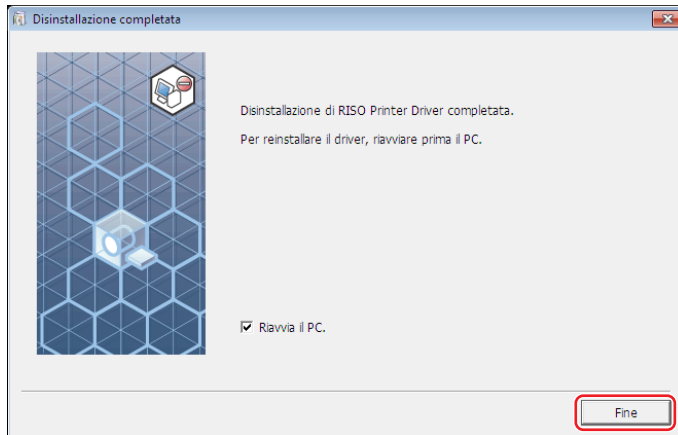 Disinstallazione completata
Disinstallazione di RISO Printer Driver completata.
Per reinstallare il driver, riavviare prima il PC.
Riavvia il PC.
Fine